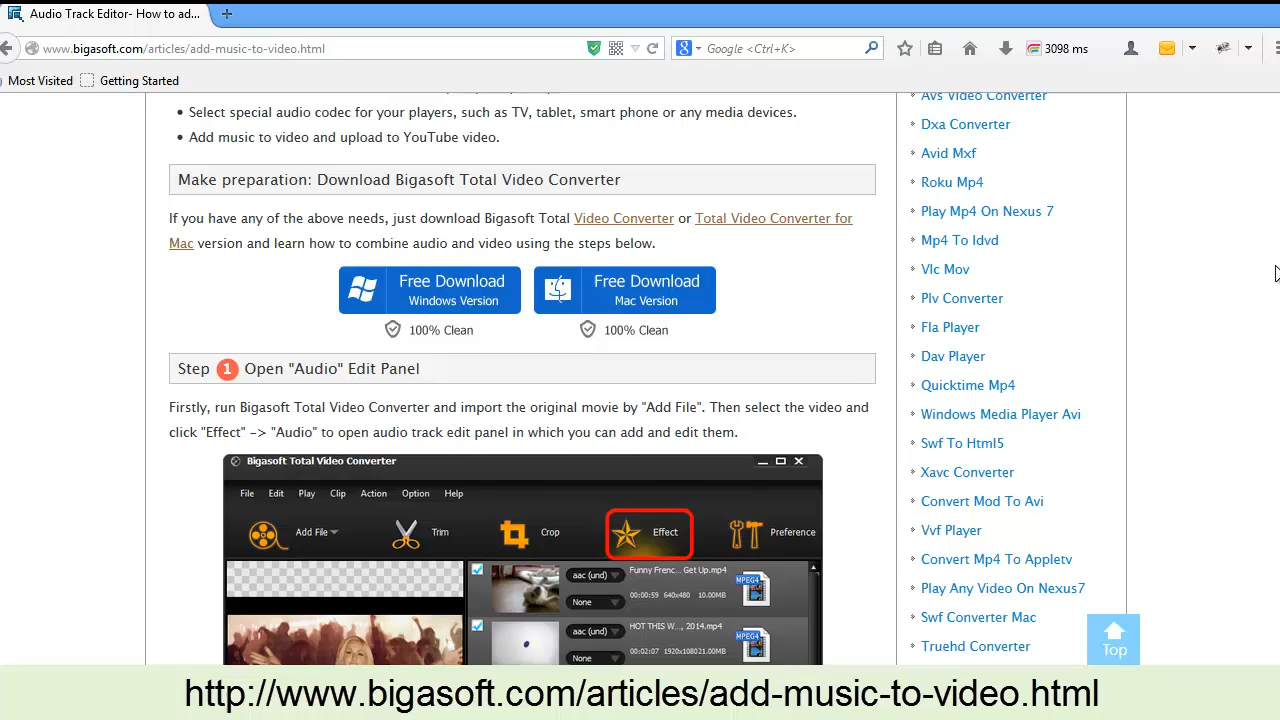 Audio Track Editor- How to ad...
www.bigasoft.com/articles/add-music-to-video.html
Google <Ctrl+K>
3098 ms
Most Visited
Getting Started
Select special audio codec for your players, such as TV, tablet, smart phone or any media devices.
Add music to video and upload to YouTube video.
Make preparation: Download Bigasoft Total Video Converter
If you have any of the above needs, just download Bigasoft Total Video Converter or Total Video Converter for
Mac version and learn how to combine audio and video using the steps below.
Free Download
Windows Version
Free Download
Mac Version
100% Clean
100% Clean
Step 1 Open "Audio" Edit Panel
Firstly, run Bigasoft Total Video Converter and import the original movie by "Add File". Then select the video and
click "Effect" -> "Audio" to open audio track edit panel in which you can add and edit them.
Bigasoft Total Video Converter
File Edit Play Clip Action Option Help
Add File Trim Crop Effect Preference
aac (und) Funny Frenc... Get Up.mp4
MPEG4
None 00:00:59 640x480 10.00MB
aac (und) HOT THIS W..., 2014.mp4
MPEG4
None 00:02:07 1920x1080 21.00MB
Avs Video Converter
Dxa Converter
Avid Mxf
Roku Mp4
Play Mp4 On Nexus 7
Mp4 To Idvd
Vlc Mov
Plv Converter
Fla Player
Dav Player
Quicktime Mp4
Windows Media Player Avi
Swf To Html5
Xavc Converter
Convert Mod To Avi
Vvf Player
Convert Mp4 To Appletv
Play Any Video On Nexus7
Swf Converter Mac
Truehd Converter
Top
http://www.bigasoft.com/articles/add-music-to-video.html